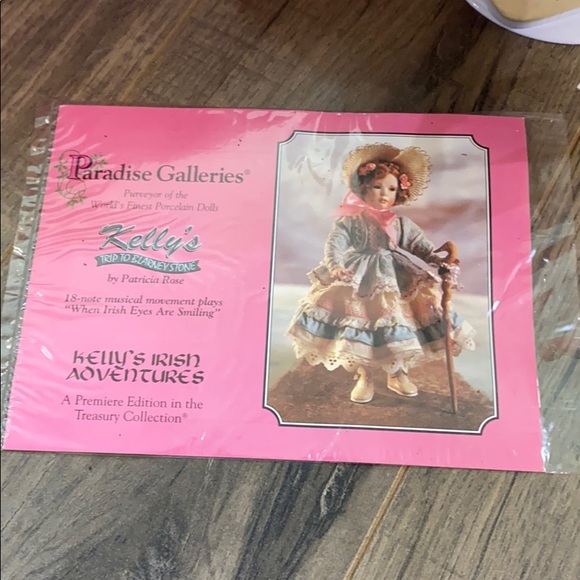 Paradise Galleries®
Purveyor of the
World's Finest Porcelain Dolls
Kelly's
TRIP TO BLARNEY STONE
by Patricia Rose
18-note musical movement plays
"When Irish Eyes Are Smiling"
Kelly's Irish
Adventures
A Premiere Edition in the
Treasury Collection®